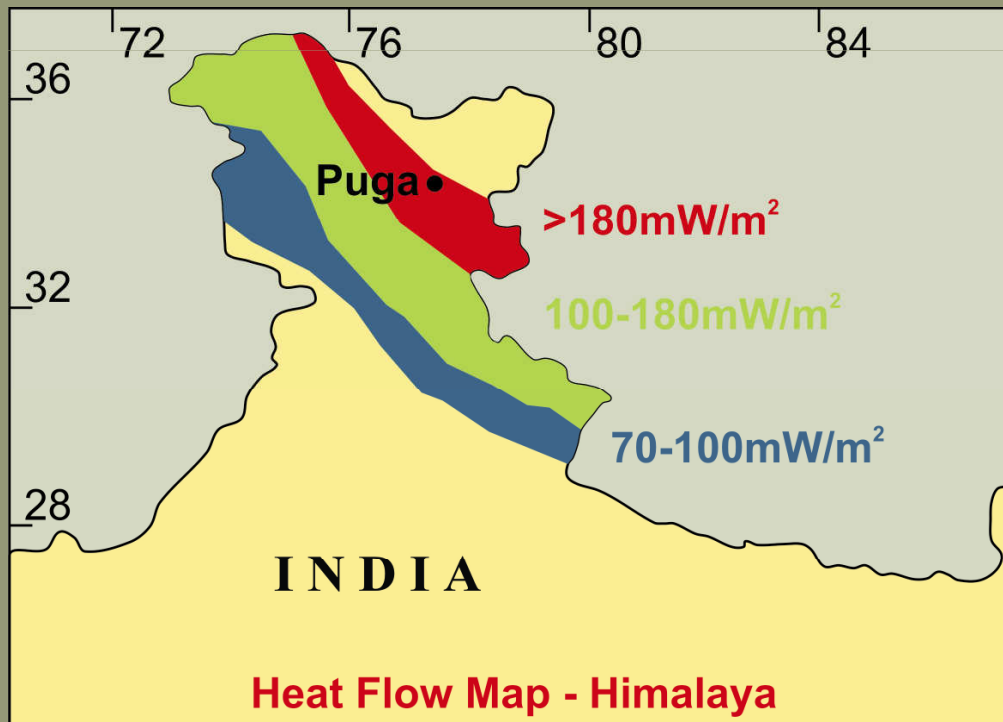 72 76 80 84
36
Puga
>180mW/m²
32
100-180mW/m²
70-100mW/m²
28
INDIA
Heat Flow Map - Himalaya